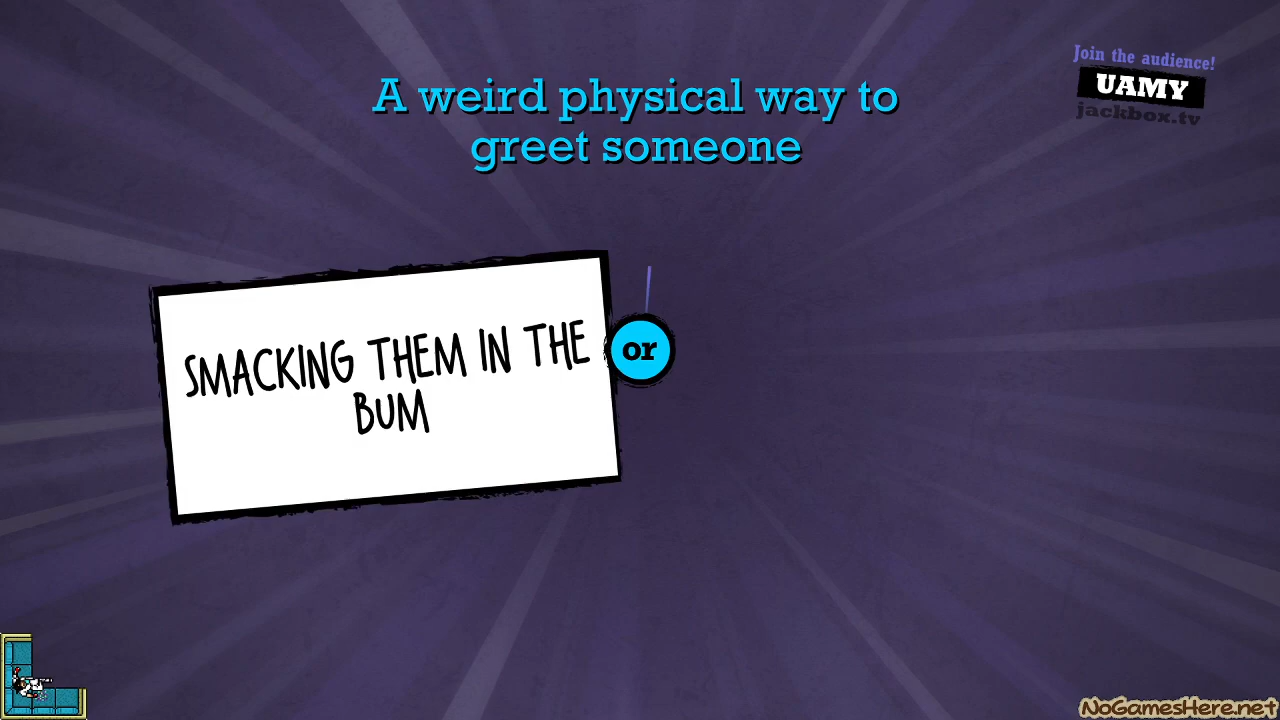 Join the audience!
UAMY
jackbox.tv
A weird physical way to
greet someone
SMACKING THEM IN THE
BUM
or
NoGamesHere.net